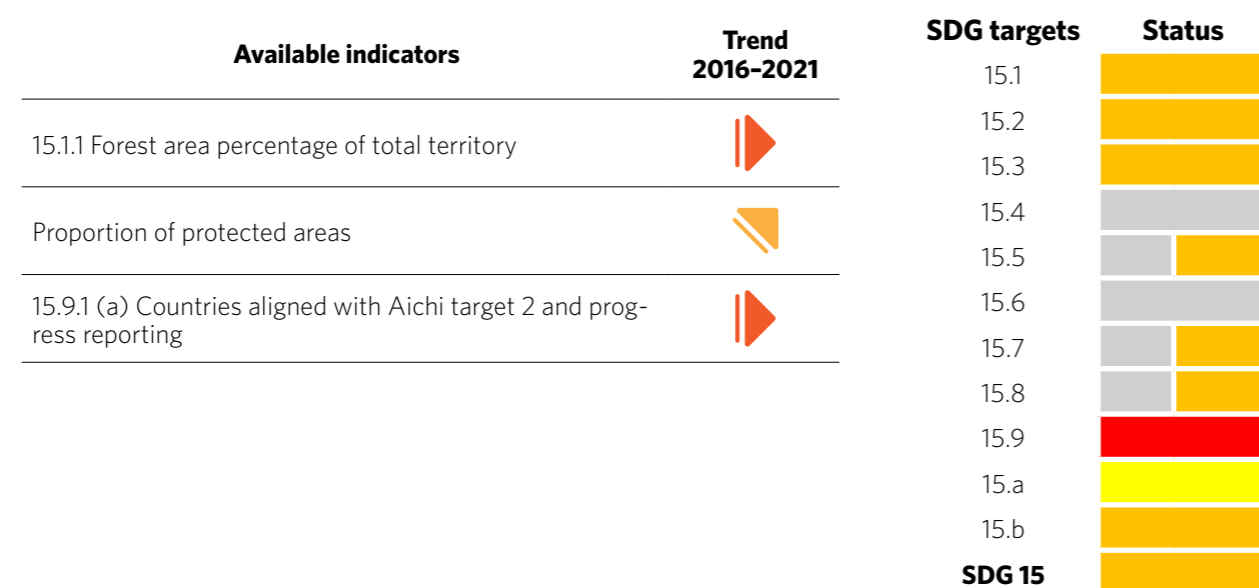 Available indicators
Trend
2016–2021
15.1.1 Forest area percentage of total territory
Proportion of protected areas
15.9.1 (a) Countries aligned with Aichi target 2 and prog-
ress reporting
SDG targets Status
15.1
15.2
15.3
15.4
15.5
15.6
15.7
15.8
15.9
15.a
15.b
SDG 15